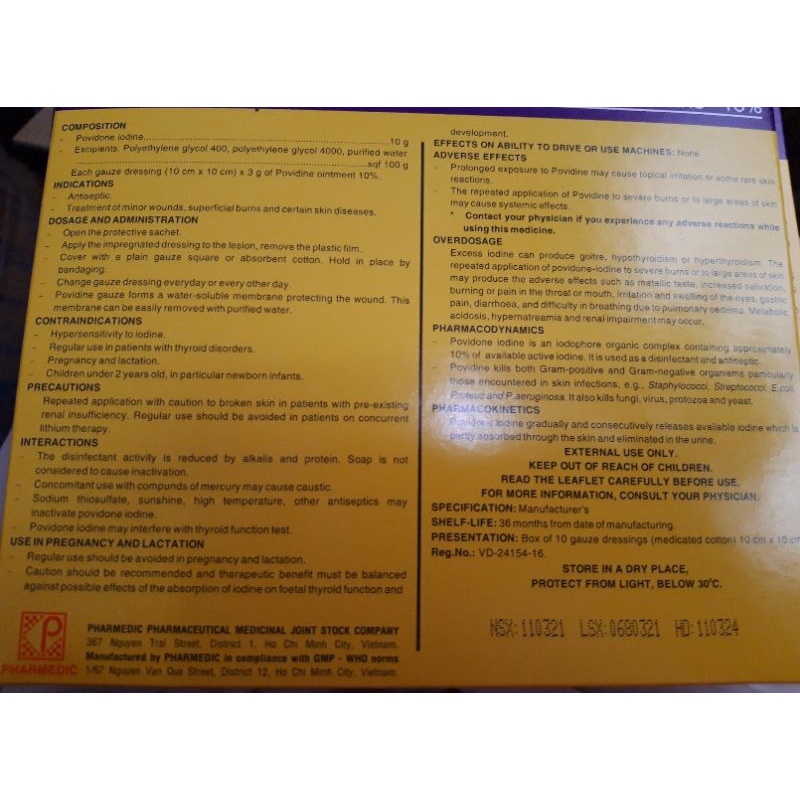 10%
COMPOSITION
- Povidone iodine...10 g
- Excipients: Polyethylene glycol 400, polyethylene glycol 4000, purified water
...sqf 100 g
Each gauze dressing (10 cm x 10 cm) x 3 g of Povidine ointment 10%.
INDICATIONS
- Antiseptic.
- Treatment of minor wounds, superficial burns and certain skin diseases.
DOSAGE AND ADMINISTRATION
- Open the protective sachet.
- Apply the impregnated dressing to the lesion, remove the plastic film.
- Cover with a plain gauze square or absorbent cotton. Hold in place by
bandaging.
- Change gauze dressing everyday or every other day.
- Povidine gauze forms a water-soluble membrane protecting the wound. This
membrane can be easily removed with purified water.
CONTRAINDICATIONS
- Hypersensitivity to iodine.
- Regular use in patients with thyroid disorders.
- Pregnancy and lactation.
- Children under 2 years old, in particular newborn infants.
PRECAUTIONS
Repeated application with caution to broken skin in patients with pre-existing
renal insufficiency. Regular use should be avoided in patients on concurrent
lithium therapy.
INTERACTIONS
- The disinfectant activity is reduced by alkalis and protein. Soap is not
considered to cause inactivation.
- Concomitant use with compunds of mercury may cause caustic.
- Sodium thiosulfate, sunshine, high temperature, other antiseptics may
inactivate povidone iodine.
- Povidone iodine may interfere with thyroid function test.
USE IN PREGNANCY AND LACTATION
- Regular use should be avoided in pregnancy and lactation.
- Caution should be recommended and therapeutic benefit must be balanced
against possible effects of the absorption of iodine on foetal thyroid function and
development.
EFFECTS ON ABILITY TO DRIVE OR USE MACHINES: None
ADVERSE EFFECTS
- Prolonged exposure to Povidine may cause topical irritation or some rare skin
reactions.
- The repeated application of Povidine to severe burns or to large areas of skin
may cause systemic effects.
* Contact your physician if you experience any adverse reactions while
using this medicine.
OVERDOSAGE
Excess iodine can produce goitre, hypothyroidism or hyperthyroidism. The
repeated application of povidone-iodine to severe burns or to large areas of skin
may produce the adverse effects such as metallic taste, increased salivation,
burning or pain in the throat or mouth, irritation and swelling of the eyes, gastric
pain, diarrhoea, and difficulty in breathing due to pulmonary oedema. Metabolic
acidosis, hypernatremia and renal impairment may occur.
PHARMACODYNAMICS
- Povidone iodine is an iodophore organic complex containing approximately
10% of available active iodine. It is used as a disinfectant and antiseptic.
- Povidine kills both Gram-positive and Gram-negative organisms particularly
those encountered in skin infections, e.g., Staphylococci, Streptococci, E.coli,
Proteus and P.aeruginosa. It also kills fungi, virus, protozoa and yeast.
PHARMACOKINETICS
Povidone iodine gradually and consecutively releases available iodine which is
partly absorbed through the skin and eliminated in the urine.
EXTERNAL USE ONLY.
KEEP OUT OF REACH OF CHILDREN.
READ THE LEAFLET CAREFULLY BEFORE USE.
FOR MORE INFORMATION, CONSULT YOUR PHYSICIAN.
SPECIFICATION: Manufacturer's
SHELF-LIFE: 36 months from date of manufacturing.
PRESENTATION: Box of 10 gauze dressings (medicated cotton) 10 cm x 10 cm
Reg.No.: VD-24154-16.
STORE IN A DRY PLACE,
PROTECT FROM LIGHT, BELOW 30°C.
NSX:110321 LSX:0680321 HD:110324
P
PHARMEDIC
PHARMEDIC PHARMACEUTICAL MEDICINAL JOINT STOCK COMPANY
367 Nguyen Trai Street, District 1, Ho Chi Minh City, Vietnam.
Manufactured by PHARMEDIC in compliance with GMP - WHO norms
1/67 Nguyen Van Qua Street, District 12, Ho Chi Minh City, Vietnam